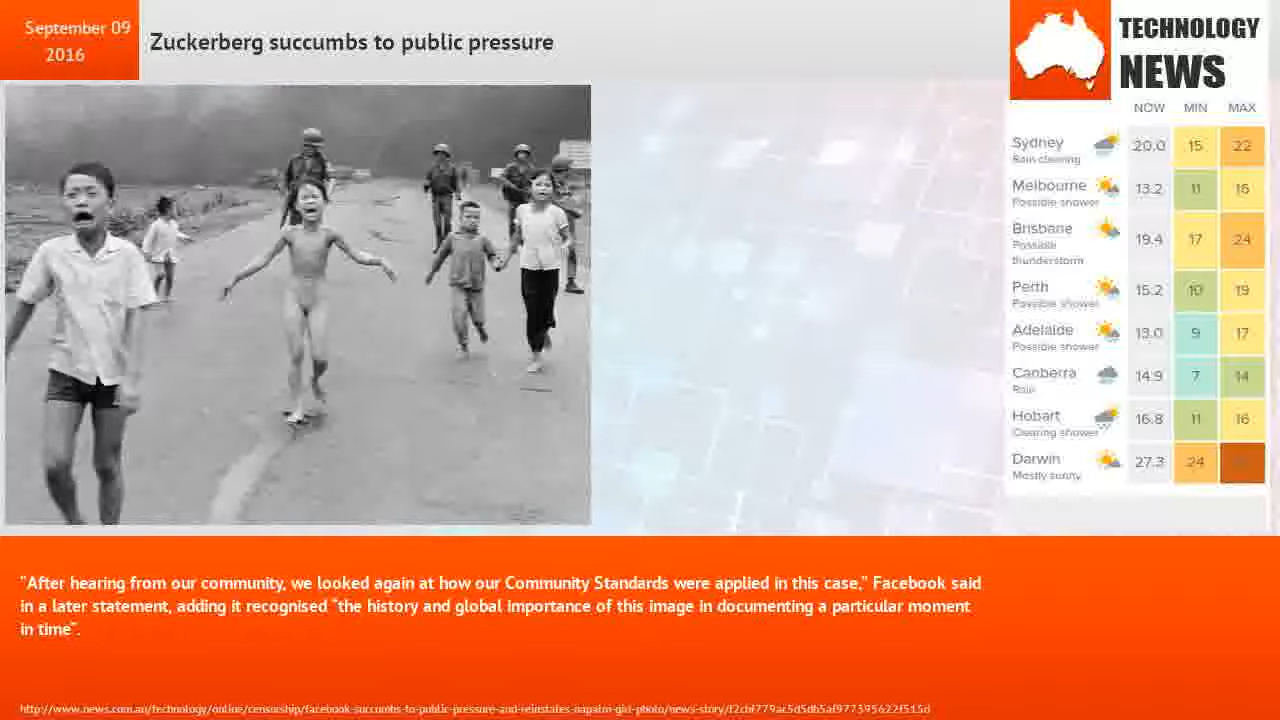 September 09
2016
Zuckerberg succumbs to public pressure
TECHNOLOGY
NEWS
NOW MIN MAX
Sydney 20.0 15 22
Rain clearing
Melbourne 13.2 11 16
Possible shower
Brisbane 19.4 17 24
Possible
thunderstorm
Perth 15.2 10 19
Possible shower
Adelaide 13.0 9 17
Possible shower
Canberra 14.9 7 14
Rain
Hobart 16.8 11 16
Clearing shower
Darwin 27.3 24
Mostly sunny
"After hearing from our community, we looked again at how our Community Standards were applied in this case," Facebook said
in a later statement, adding it recognised "the history and global importance of this image in documenting a particular moment
in time".